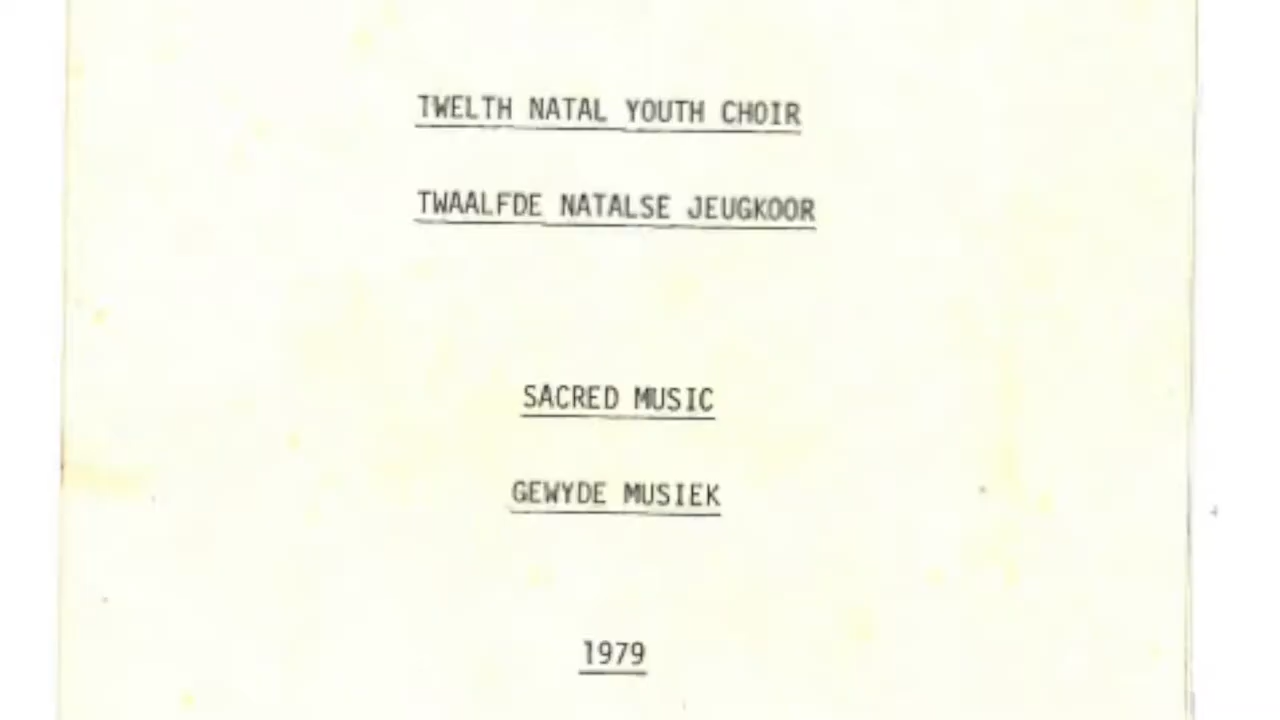 TWELTH NATAL YOUTH CHOIR
TWAALFDE NATALSE JEUGKOOR
SACRED MUSIC
GEWYDE MUSIEK
1979